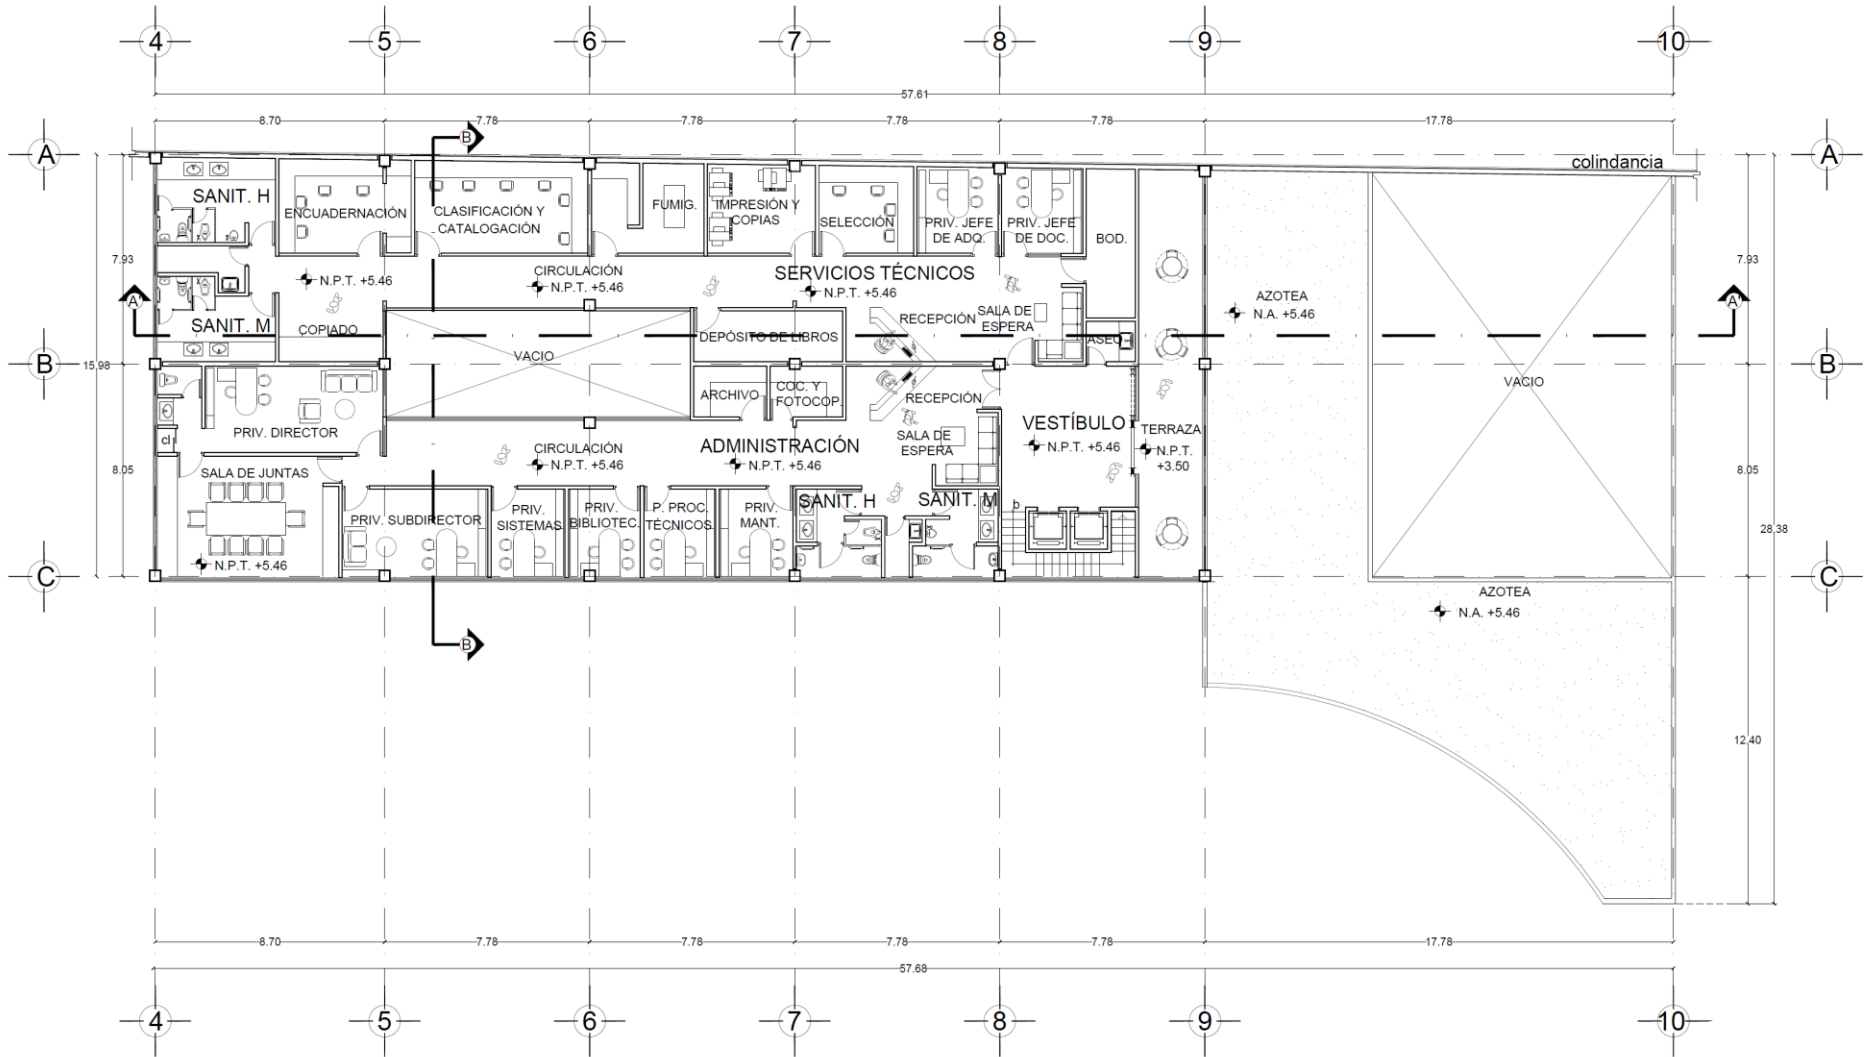 4 5 6 7 8 9 10
57.61
8.70 7.78 7.78 7.78 7.78 17.78
B
A A
colindancia
SANIT. H
ENCUADERNACIÓN
CLASIFICACIÓN Y
CATALOGACIÓN
FUMIG.
IMPRESIÓN Y
COPIAS
SELECCIÓN
PRIV. JEFE
DE ADQ.
PRIV. JEFE
DE DOC.
BOD.
7.93
7.93
CIRCULACIÓN
N.P.T. +5.46
N.P.T. +5.46
SERVICIOS TÉCNICOS
N.P.T. +5.46
AZOTEA
N.A. +5.46
A'
A'
SANIT. M
COPIADO
DEPÓSITO DE LIBROS
RECEPCIÓN
SALA DE
ESPERA
ASEO
VACIO
B B
15.98
VACIO
ARCHIVO
COC. Y
FOTOCOP.
RECEPCIÓN
cl
PRIV. DIRECTOR
CIRCULACIÓN
N.P.T. +5.46
ADMINISTRACIÓN
N.P.T. +5.46
SALA DE
ESPERA
VESTÍBULO
N.P.T. +5.46
TERRAZA
N.P.T.
+3.50
8.05
8.05
SALA DE JUNTAS
N.P.T. +5.46
PRIV. SUBDIRECTOR
PRIV.
SISTEMAS
PRIV.
BIBLIOTEC.
P. PROC.
TÉCNICOS
PRIV.
MANT.
SANIT. H
SANIT. M
b
28.38
C C
AZOTEA
N.A. +5.46
B
12.40
8.70 7.78 7.78 7.78 7.78 17.78
57.68
4 5 6 7 8 9 10